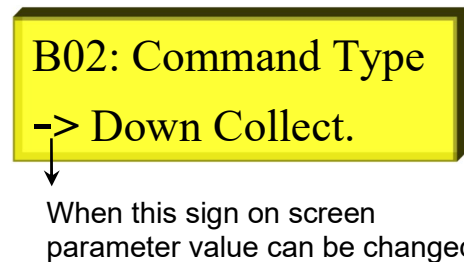 B02: Command Type
-> Down Collect.
When this sign on screen
parameter value can be changed